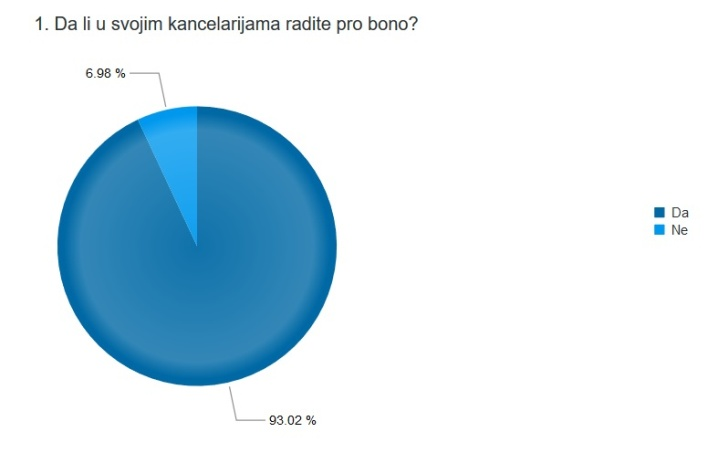 1. Da li u svojim kancelarijama radite pro bono?
6.98 %
Da
Ne
93.02 %